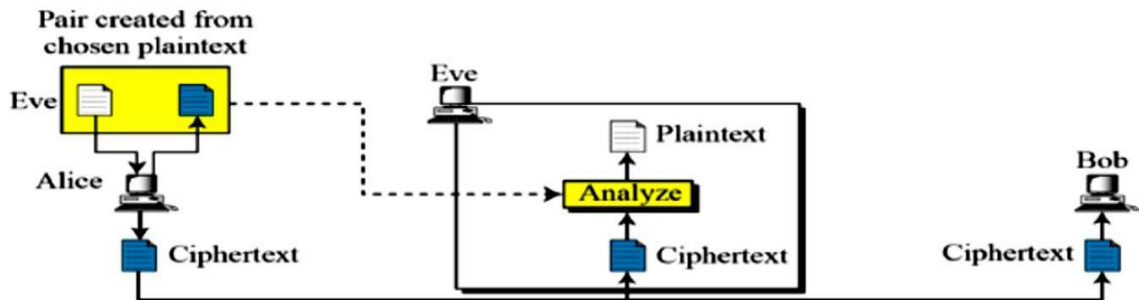 Pair created from
chosen plaintext
Eve
Eve
Plaintext
Alice
Analyze
Bob
Ciphertext
Ciphertext
Ciphertext